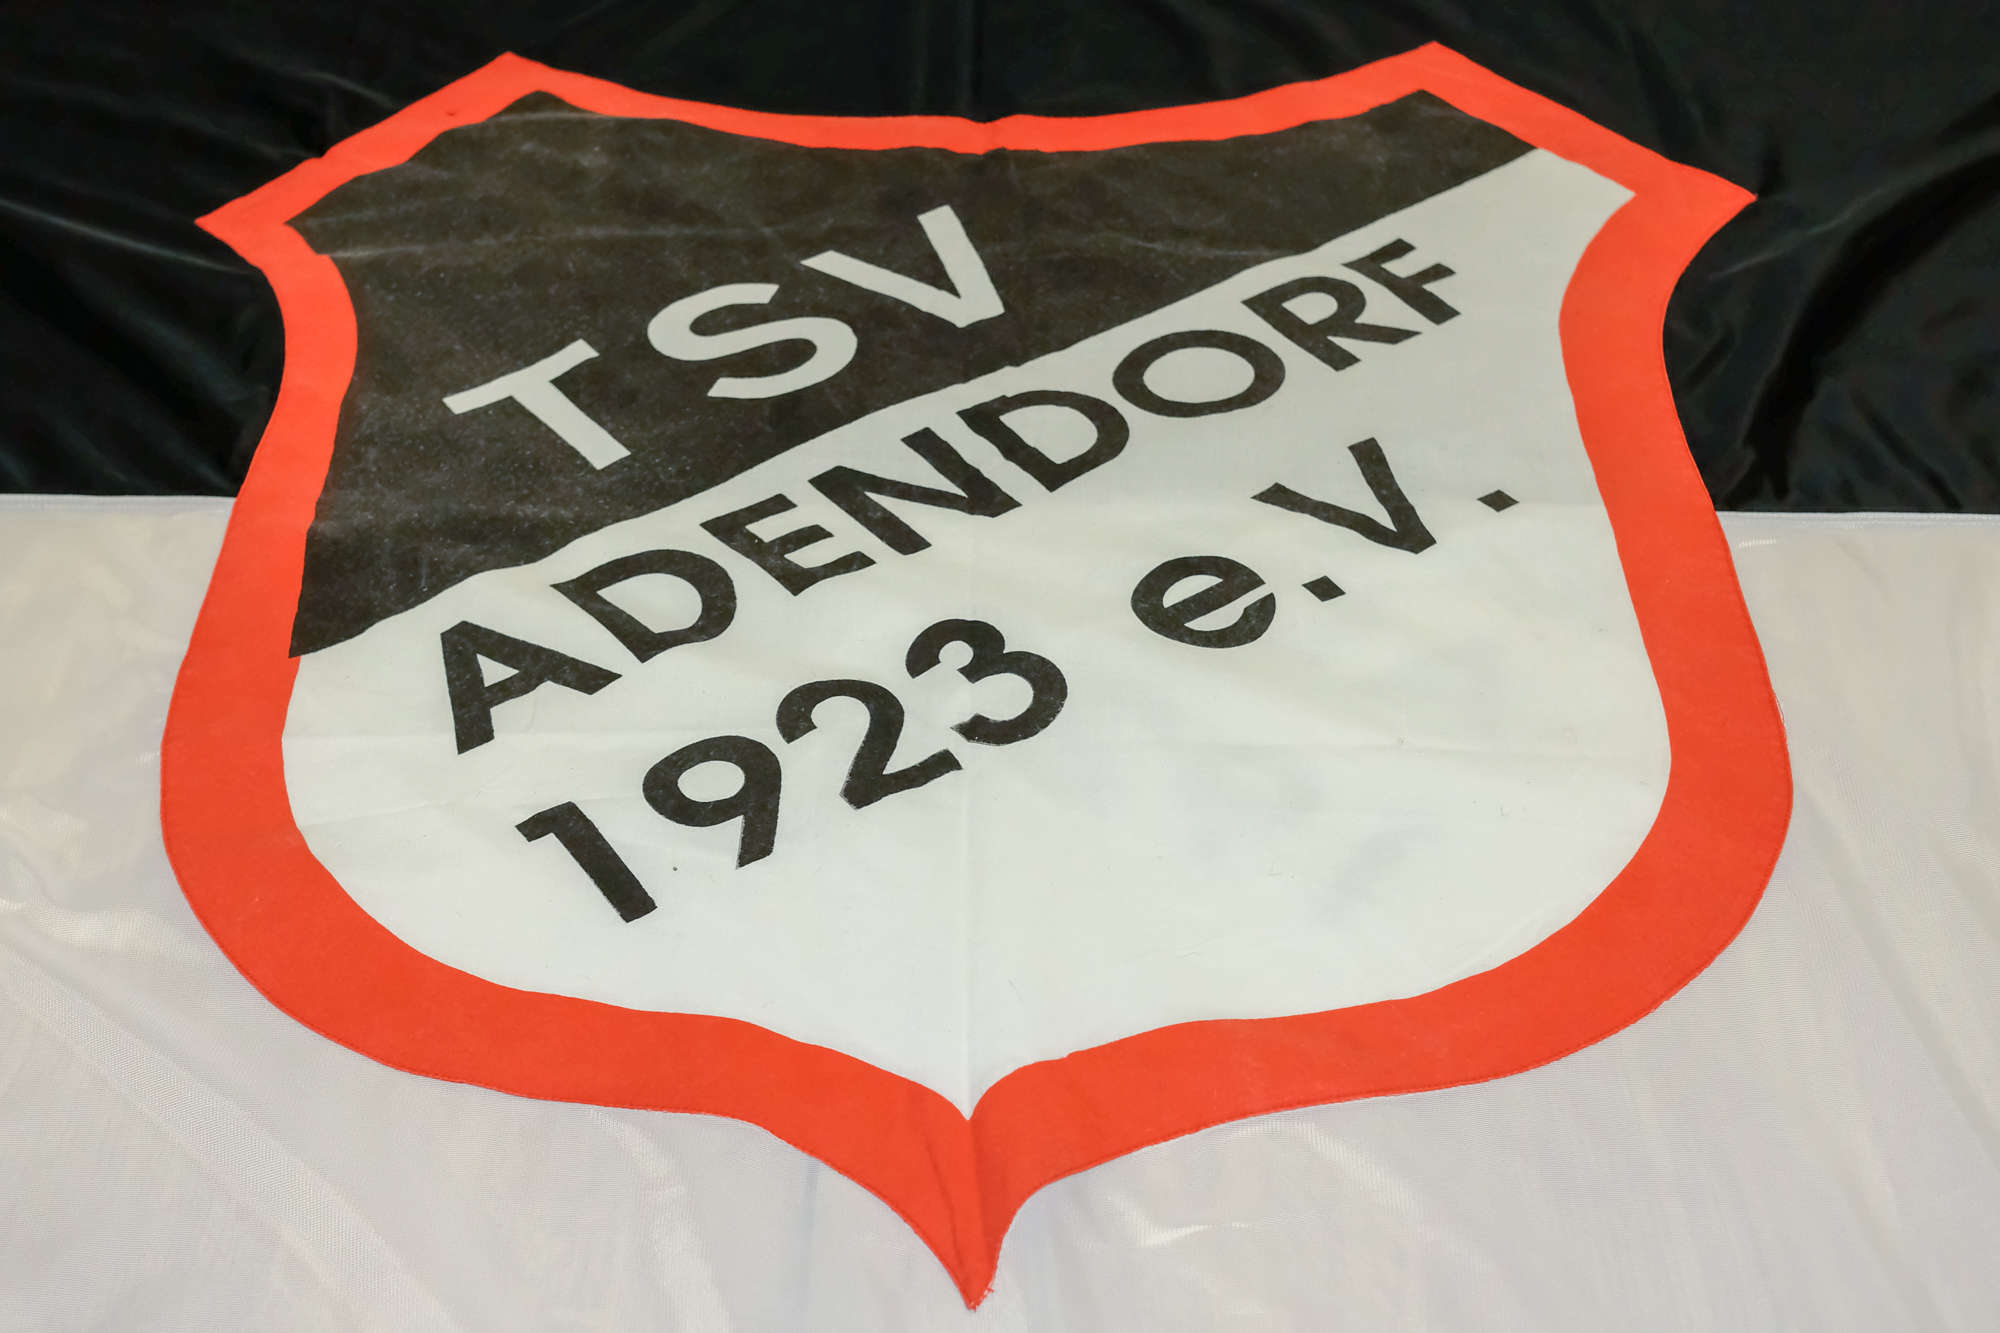 TSV
ADENDORF
1923 e.V.